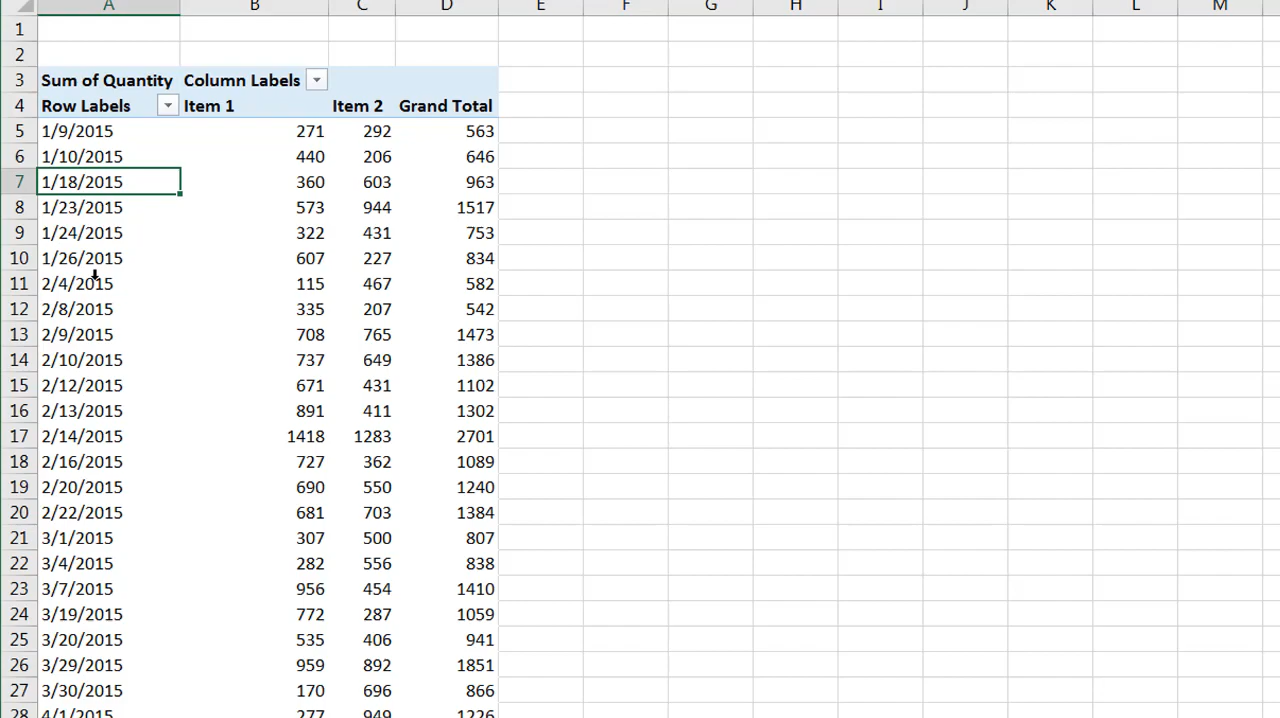 A B C D E F G H I J K L M
1
2
3 Sum of Quantity Column Labels
4 Row Labels Item 1 Item 2 Grand Total
5 1/9/2015 271 292 563
6 1/10/2015 440 206 646
7 1/18/2015 360 603 963
8 1/23/2015 573 944 1517
9 1/24/2015 322 431 753
10 1/26/2015 607 227 834
11 2/4/2015 115 467 582
12 2/8/2015 335 207 542
13 2/9/2015 708 765 1473
14 2/10/2015 737 649 1386
15 2/12/2015 671 431 1102
16 2/13/2015 891 411 1302
17 2/14/2015 1418 1283 2701
18 2/16/2015 727 362 1089
19 2/20/2015 690 550 1240
20 2/22/2015 681 703 1384
21 3/1/2015 307 500 807
22 3/4/2015 282 556 838
23 3/7/2015 956 454 1410
24 3/19/2015 772 287 1059
25 3/20/2015 535 406 941
26 3/29/2015 959 892 1851
27 3/30/2015 170 696 866
28 4/1/2015 277 949 1226